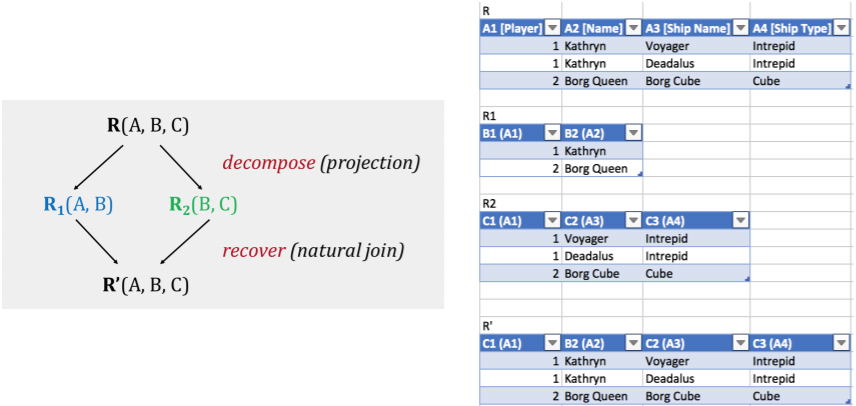 R(A, B, C)
decompose (projection)
R1(A, B)
R2(B, C)
recover (natural join)
R’(A, B, C)
R
A1 [Player] A2 [Name] A3 [Ship Name] A4 [Ship Type]
1 Kathryn Voyager Intrepid
1 Kathryn Deadalus Intrepid
2 Borg Queen Borg Cube Cube
R1
B1 (A1) B2 (A2)
1 Kathryn
2 Borg Queen
R2
C1 (A1) C2 (A3) C3 (A4)
1 Voyager Intrepid
1 Deadalus Intrepid
2 Borg Cube Cube
R'
C1 (A1) B2 (A2) C2 (A3) C3 (A4)
1 Kathryn Voyager Intrepid
1 Kathryn Deadalus Intrepid
2 Borg Queen Borg Cube Cube